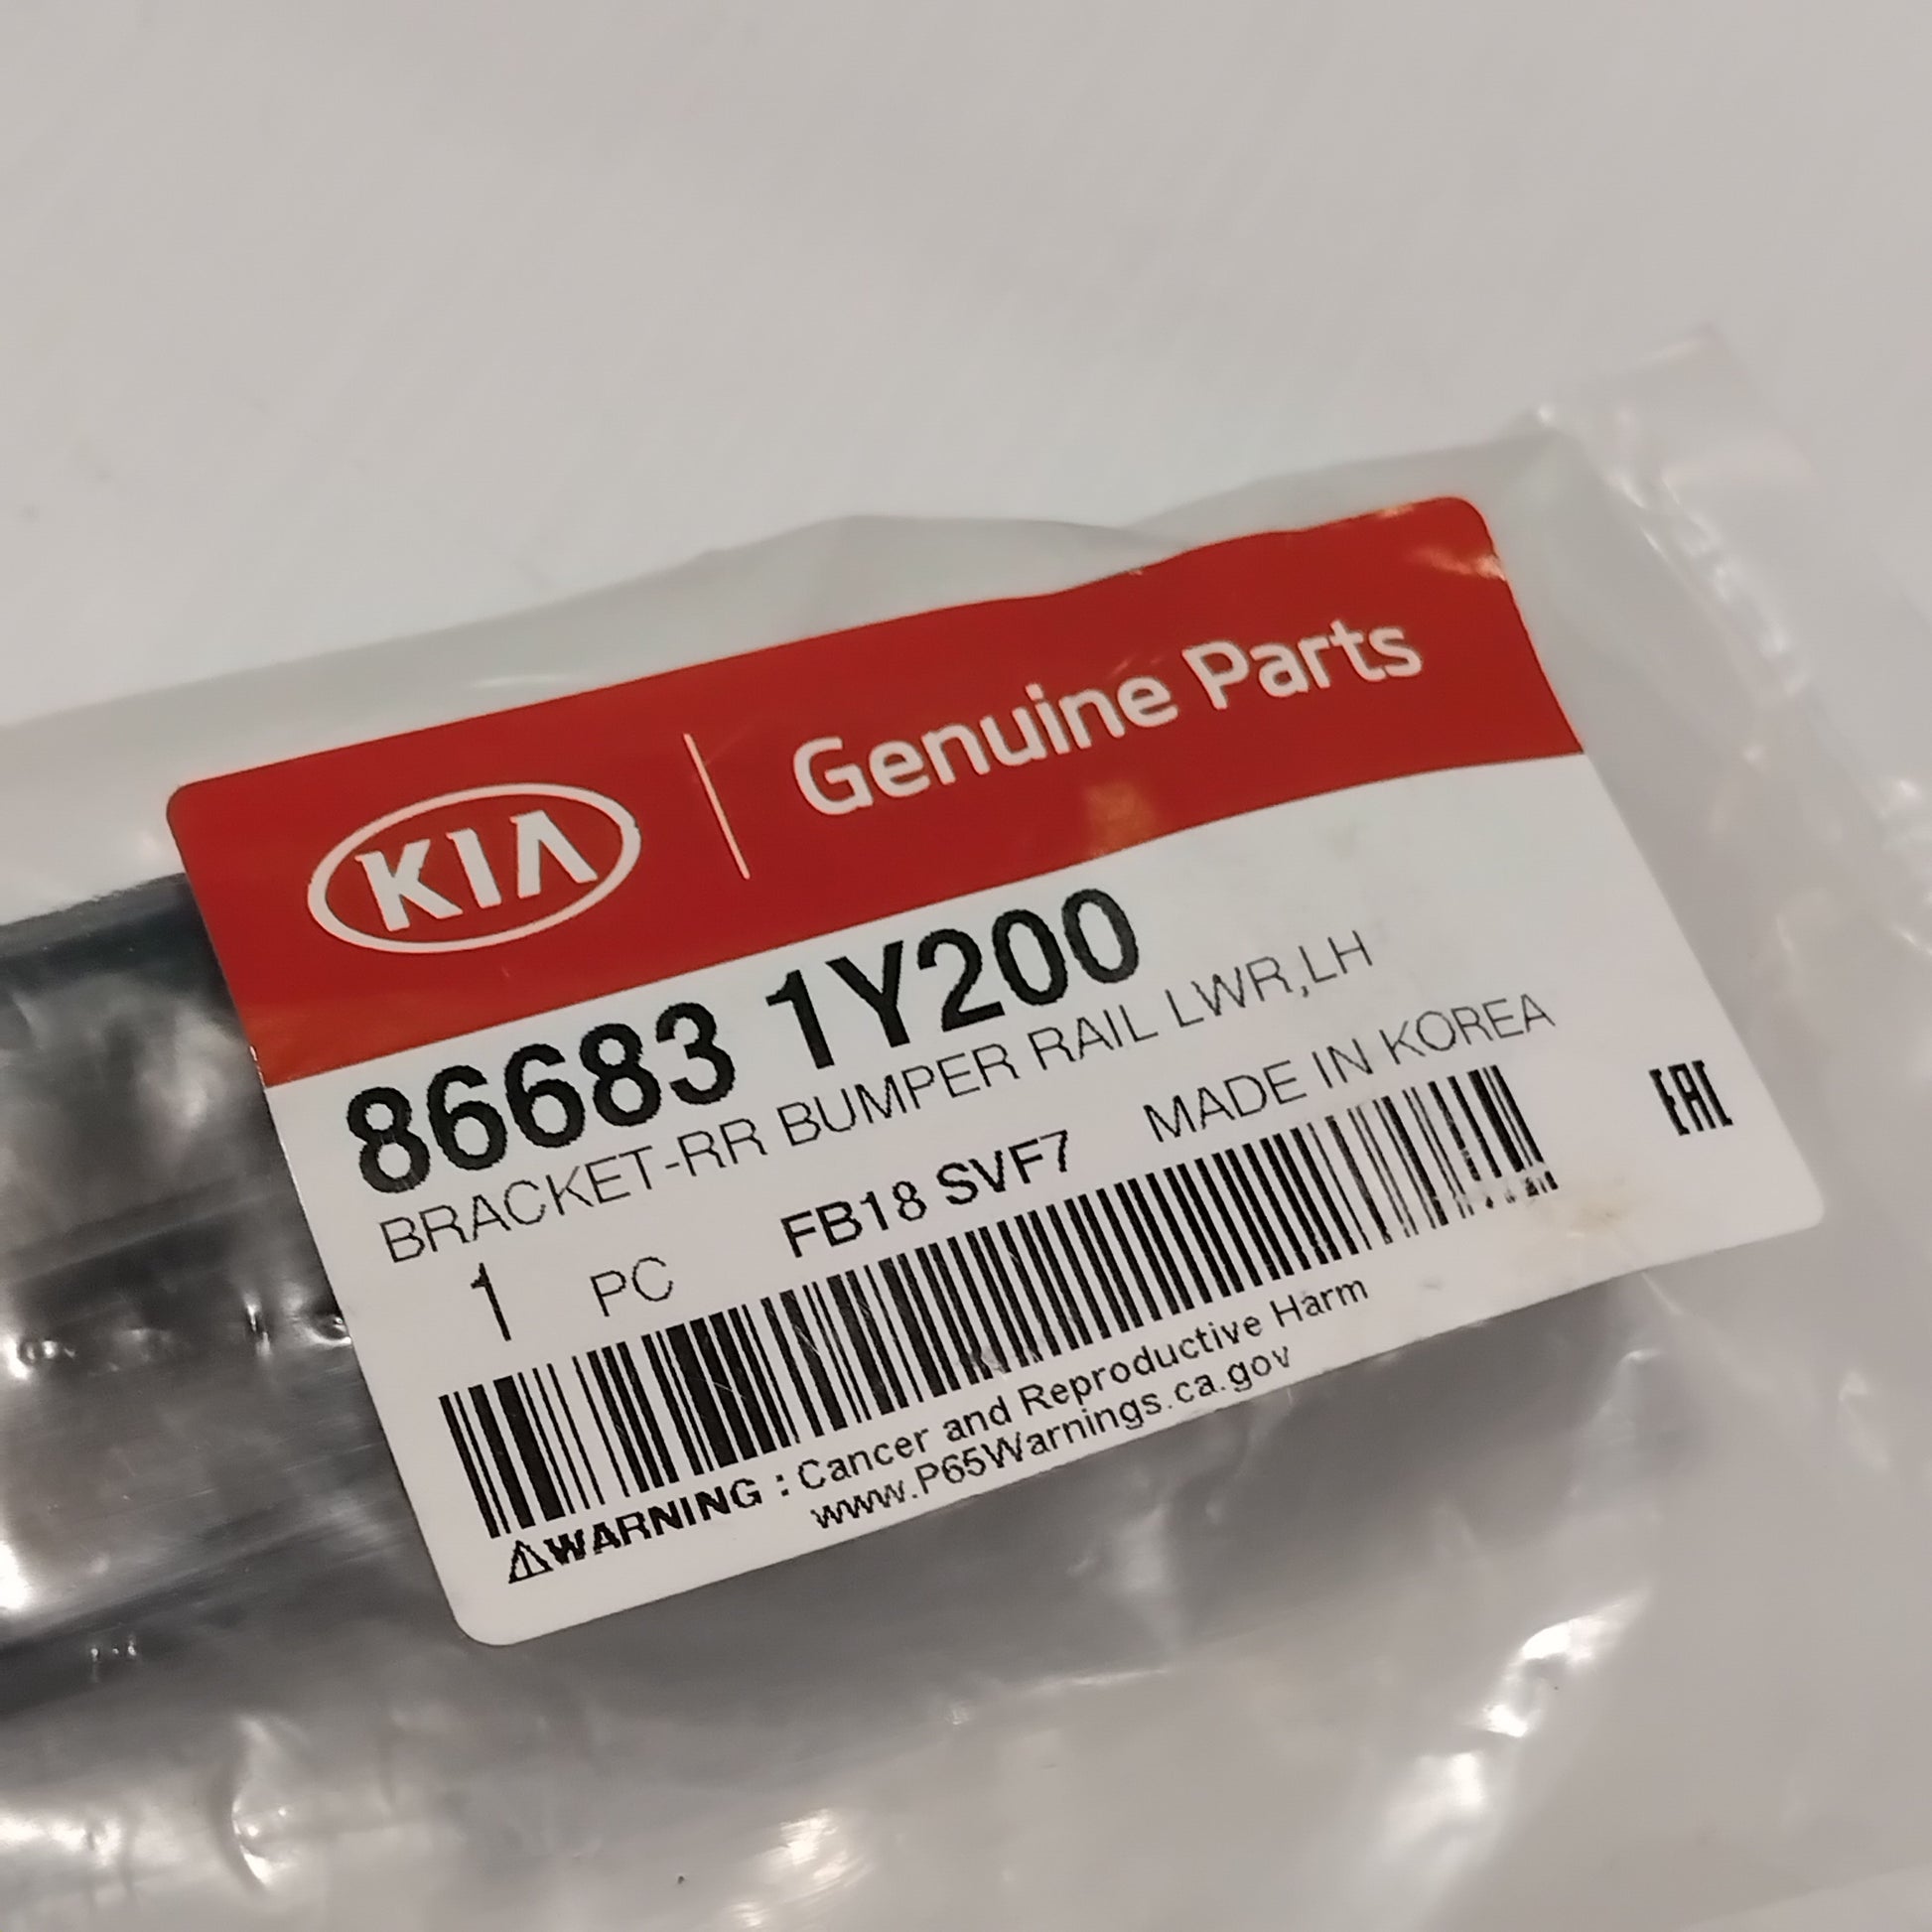 KIA Genuine Parts
86683 1Y200
BRACKET-RR BUMPER RAIL LWR,LH
1 PC FB18 SVF7 MADE IN KOREA
EAC
⚠WARNING : Cancer and Reproductive Harm
www.P65Warnings.ca.gov